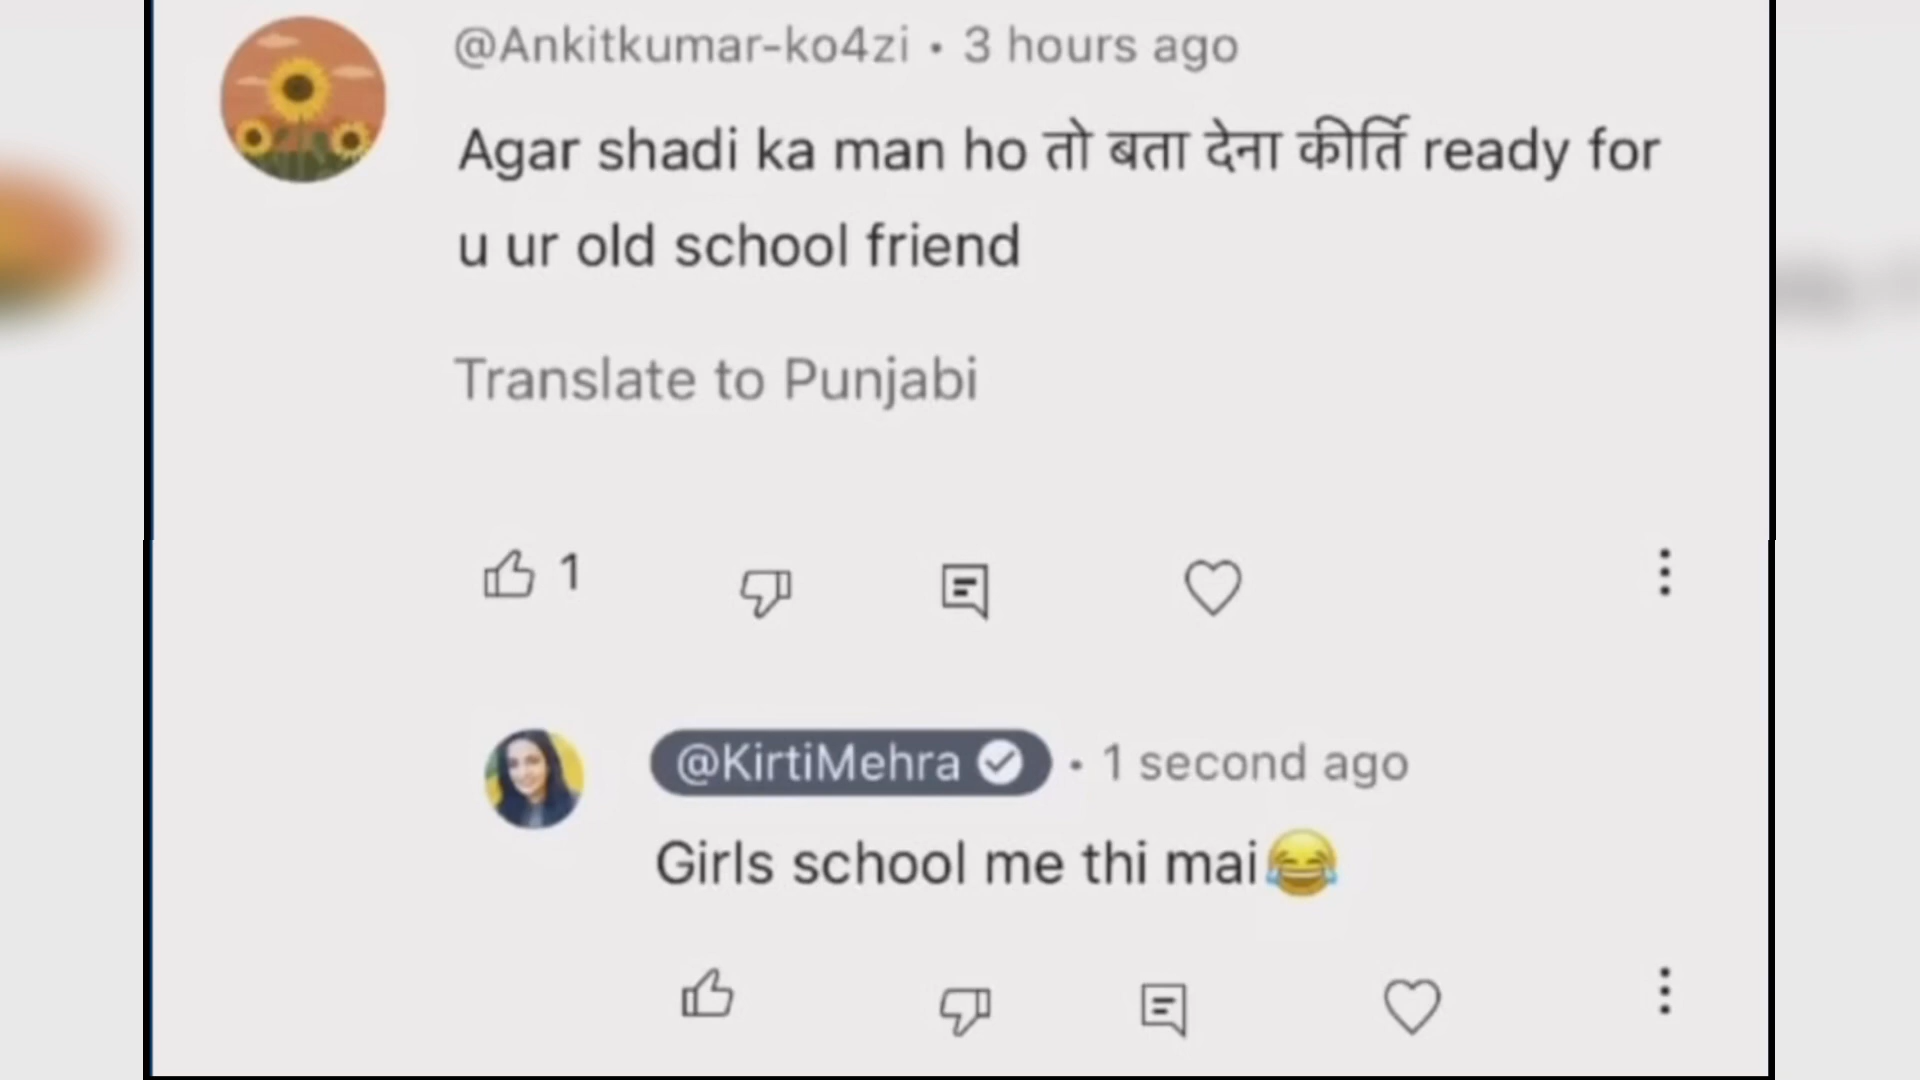 @Ankitkumar-ko4zi • 3 hours ago
Agar shadi ka man ho तो बता देना कीर्ति ready for
u ur old school friend
Translate to Punjabi
1
@KirtiMehra • 1 second ago
Girls school me thi mai😂